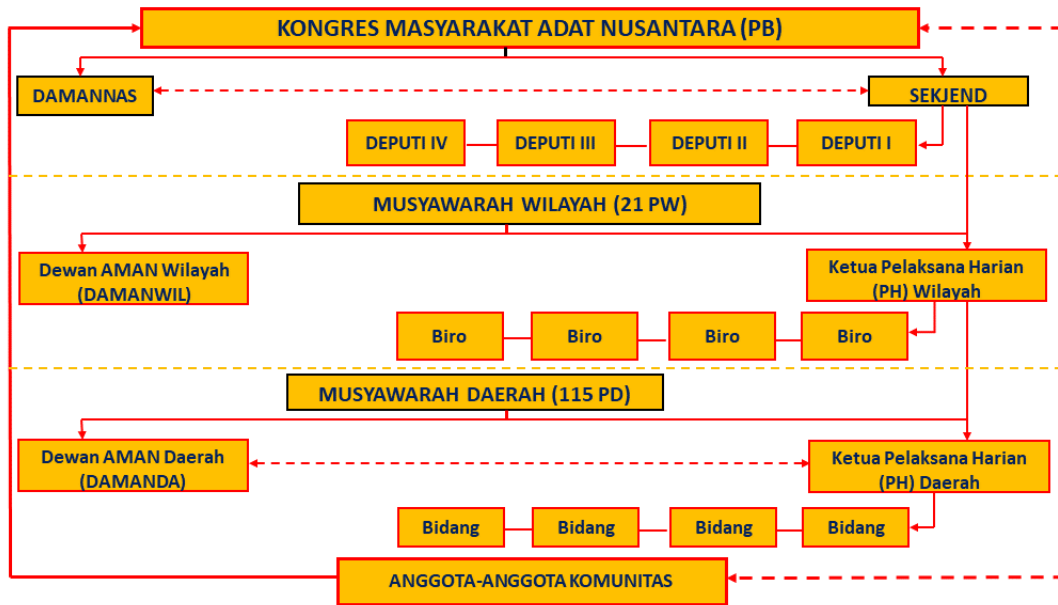 KONGRES MASYARAKAT ADAT NUSANTARA (PB)
DAMANNAS
SEKJEND
DEPUTI IV
DEPUTI III
DEPUTI II
DEPUTI I
MUSYAWARAH WILAYAH (21 PW)
Dewan AMAN Wilayah
(DAMANWIL)
Ketua Pelaksana Harian
(PH) Wilayah
Biro
Biro
Biro
Biro
MUSYAWARAH DAERAH (115 PD)
Dewan AMAN Daerah
(DAMANDA)
Ketua Pelaksana Harian
(PH) Daerah
Bidang
Bidang
Bidang
Bidang
ANGGOTA-ANGGOTA KOMUNITAS